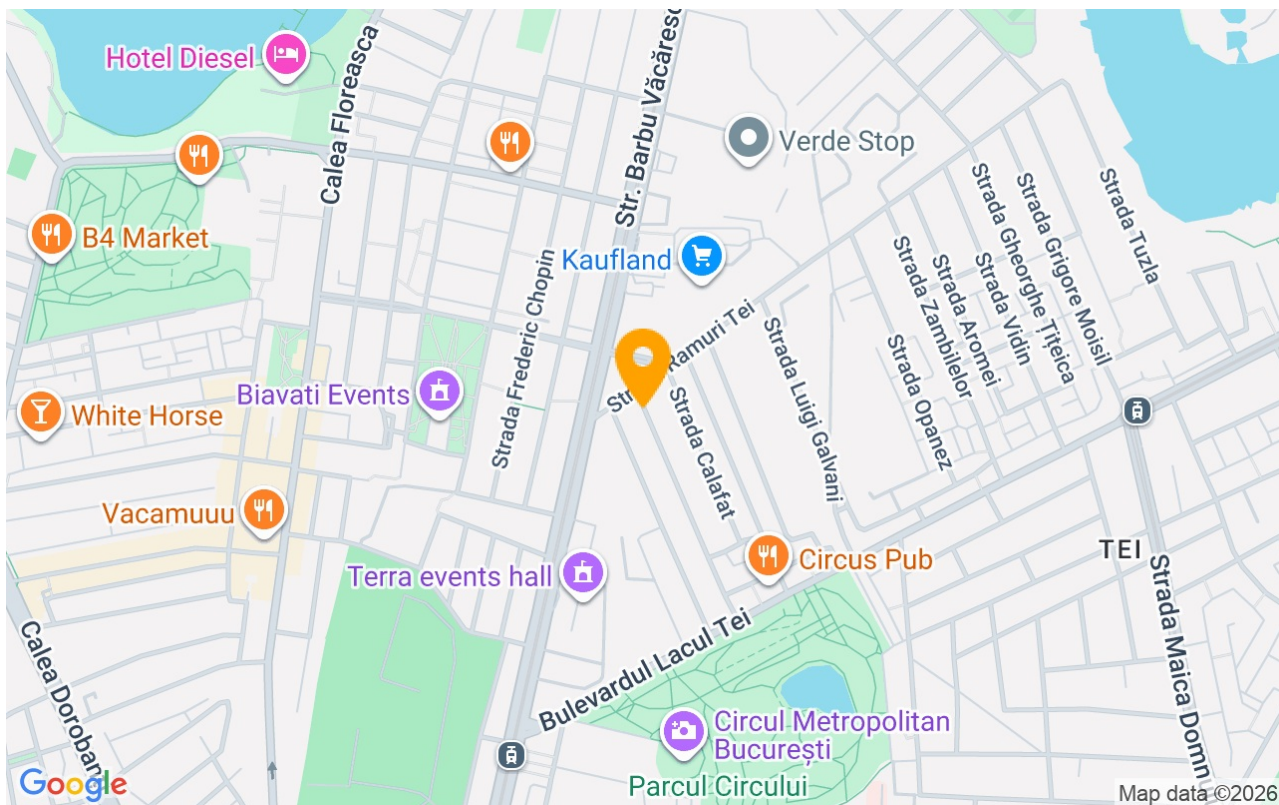 Hotel Diesel
Calea Floreasca
Str. Barbu Văcăresc
Verde Stop
B4 Market
Kaufland
Strada Frederic Chopin
Strada Tuzla
Strada Grigore Moisil
Strada Gheorghe Țițeica
Strada Vidin
Strada Aromei
Strada Zambilelor
Strada Opanez
Ramuri Tei
Strada Luigi Galvani
Strada Calafat
Biavati Events
White Horse
Vacamuuu
Terra events hall
Circus Pub
TEI
Strada Maica Domnu
Bulevardul Lacul Tei
Calea Dorobanț
Circul Metropolitan
București
Parcul Circului
Google
Map data ©2026